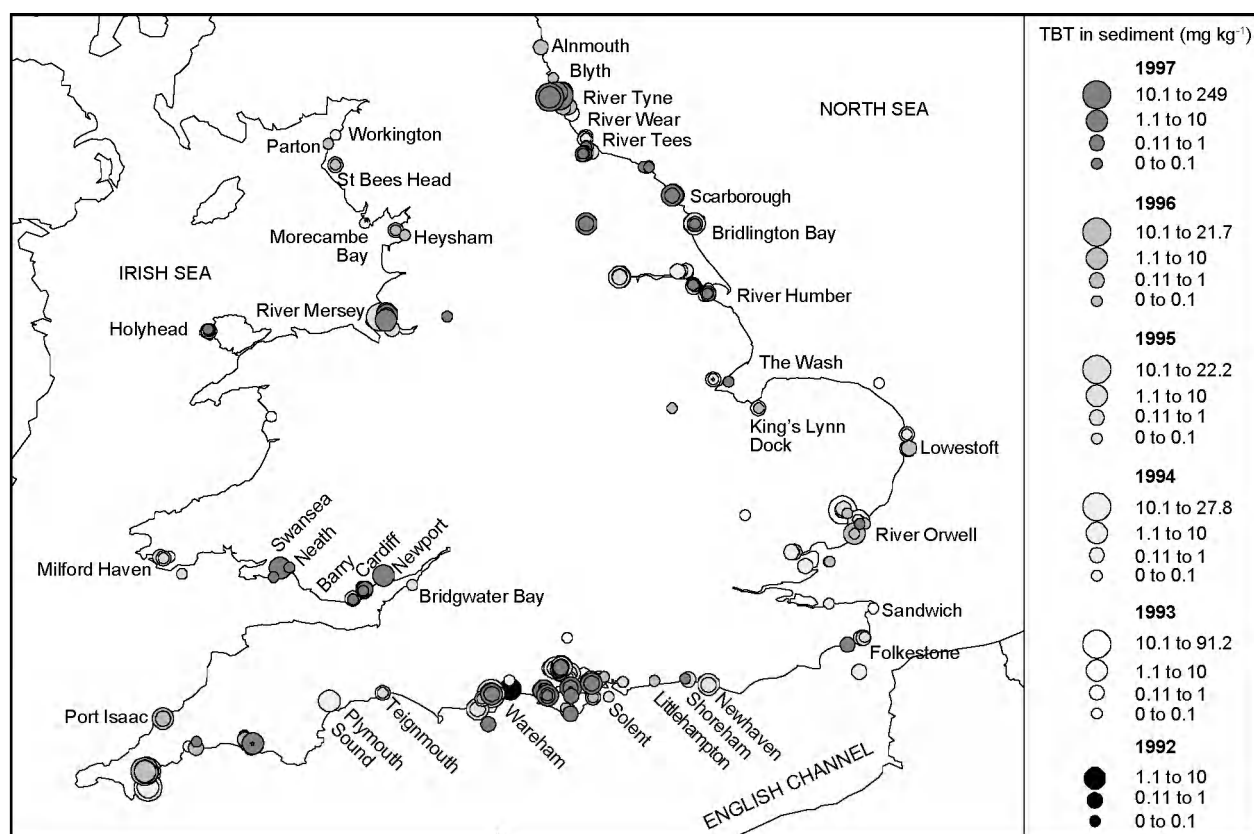 Alnmouth
Blyth
River Tyne
River Wear
River Tees
NORTH SEA
Workington
Parton
St Bees Head
Scarborough
Morecambe
Bay
Heysham
Bridlington Bay
IRISH SEA
River Mersey
River Humber
Holyhead
The Wash
King's Lynn
Dock
Lowestoft
Swansea
Neath
Barry
Cardiff
Newport
River Orwell
Milford Haven
Bridgwater Bay
Sandwich
Folkestone
Port Isaac
Plymouth
Sound
Teignmouth
Wareham
Solent
Littlehampton
Shoreham
Newhaven
ENGLISH CHANNEL
TBT in sediment (mg kg⁻¹)
1997
10.1 to 249
1.1 to 10
0.11 to 1
0 to 0.1
1996
10.1 to 21.7
1.1 to 10
0.11 to 1
0 to 0.1
1995
10.1 to 22.2
1.1 to 10
0.11 to 1
0 to 0.1
1994
10.1 to 27.8
1.1 to 10
0.11 to 1
0 to 0.1
1993
10.1 to 91.2
1.1 to 10
0.11 to 1
0 to 0.1
1992
1.1 to 10
0.11 to 1
0 to 0.1